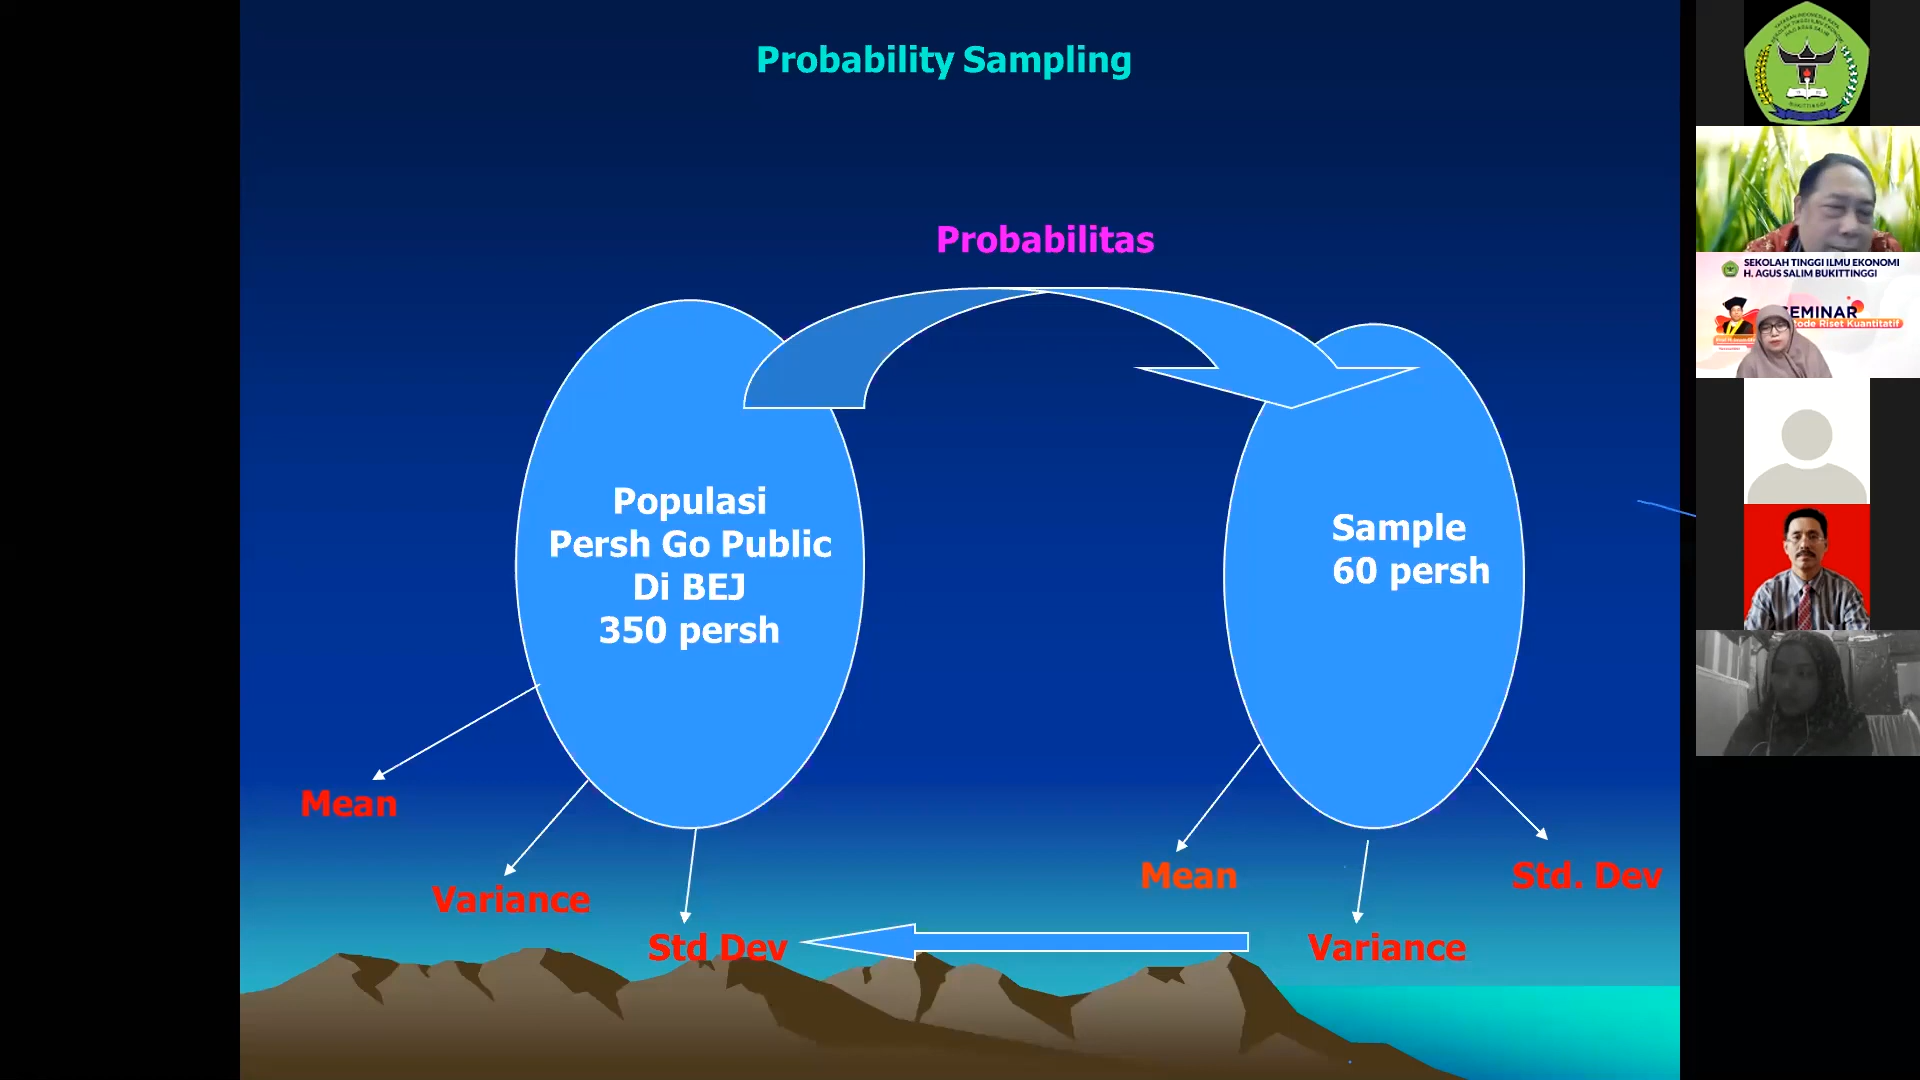 Probability Sampling
Probabilitas
Populasi
Persh Go Public
Di BEJ
350 persh
Sample
60 persh
Mean
Variance
Std Dev
Mean
Variance
Std. Dev
SEKOLAH TINGGI ILMU EKONOMI
H. AGUS SALIM BUKITTINGGI
SEMINAR
tode Riset Kuantitatif